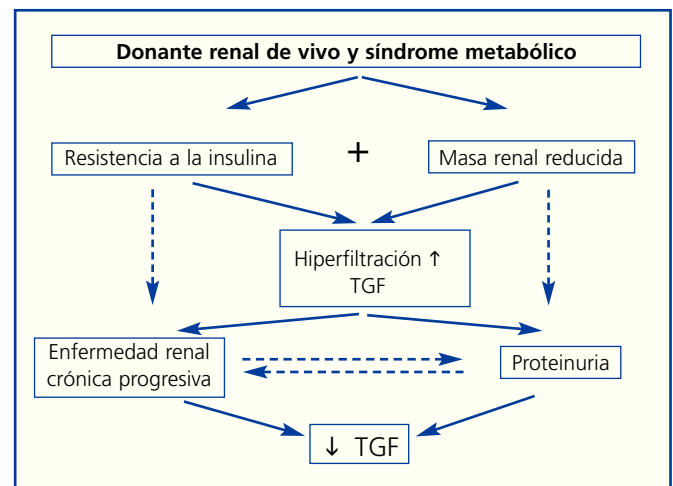 Donante renal de vivo y síndrome metabólico
Resistencia a la insulina
+
Masa renal reducida
Hiperfiltración ↑
TGF
Enfermedad renal
crónica progresiva
Proteinuria
↓ TGF